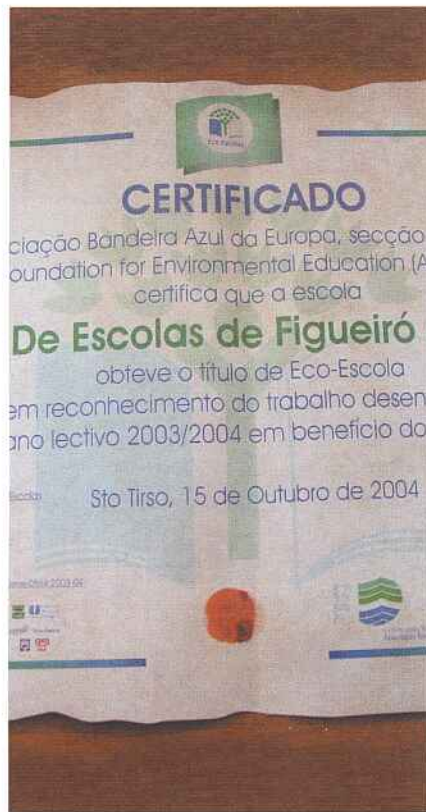 CERTIFICADO
ciação Bandeira Azul da Europa, secção
oundation for Environmental Education (A
certifica que a escola
De Escolas de Figueiró
obteve o título de Eco-Escola
em reconhecimento do trabalho desen
ano lectivo 2003/2004 em benefício do
Sto Tirso, 15 de Outubro de 2004